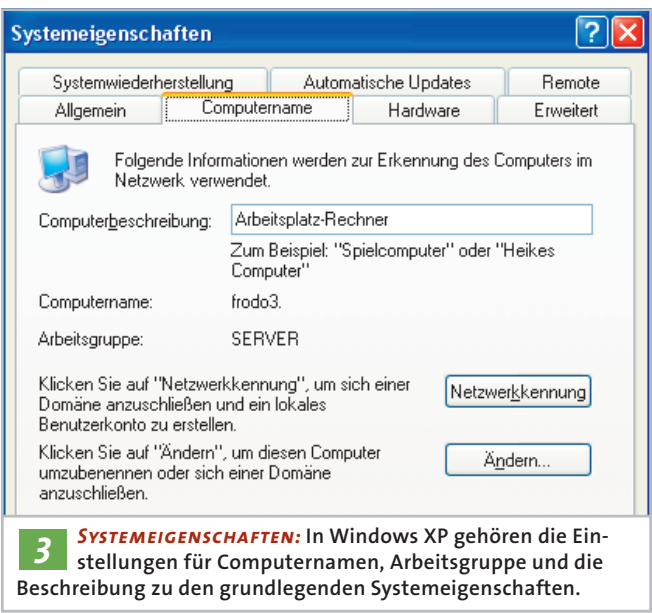 Systemeigenschaften
Systemwiederherstellung Automatische Updates Remote
Allgemein Computername Hardware Erweitert
Folgende Informationen werden zur Erkennung des Computers im
Netzwerk verwendet.
Computerbeschreibung: Arbeitsplatz-Rechner
Zum Beispiel: "Spielcomputer" oder "Heikes
Computer"
Computername: frodo3.
Arbeitsgruppe: SERVER
Klicken Sie auf "Netzwerkkennung", um sich einer
Domäne anzuschließen und ein lokales
Benutzerkonto zu erstellen.
Netzwerkkennung
Klicken Sie auf "Ändern", um diesen Computer
umzubenennen oder sich einer Domäne
anzuschließen.
Ändern...
3 SYSTEMEIGENSCHAFTEN: In Windows XP gehören die Ein-
stellungen für Computernamen, Arbeitsgruppe und die
Beschreibung zu den grundlegenden Systemeigenschaften.